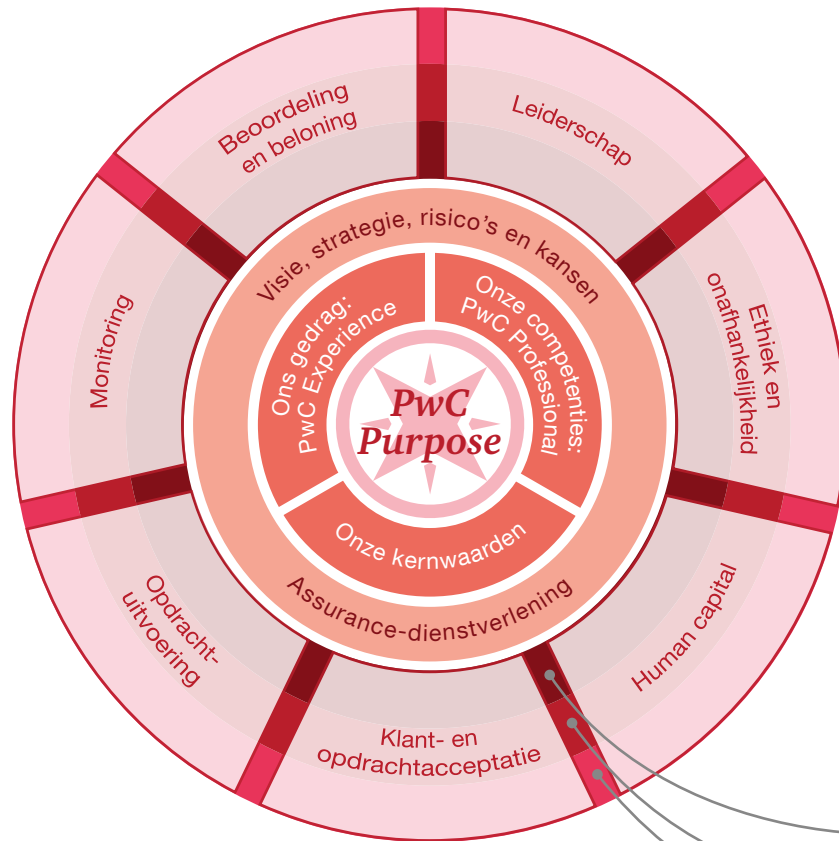 Beoordeling
en beloning
Leiderschap
Ethiek en
onafhankelijkheid
Human capital
Klant- en
opdrachtacceptatie
Opdracht-
uitvoering
Monitoring
Visie, strategie, risico's en kansen
Assurance-dienstverlening
Ons gedrag:
PwC Experience
Onze competenties:
PwC Professional
Onze kernwaarden
PwC
Purpose